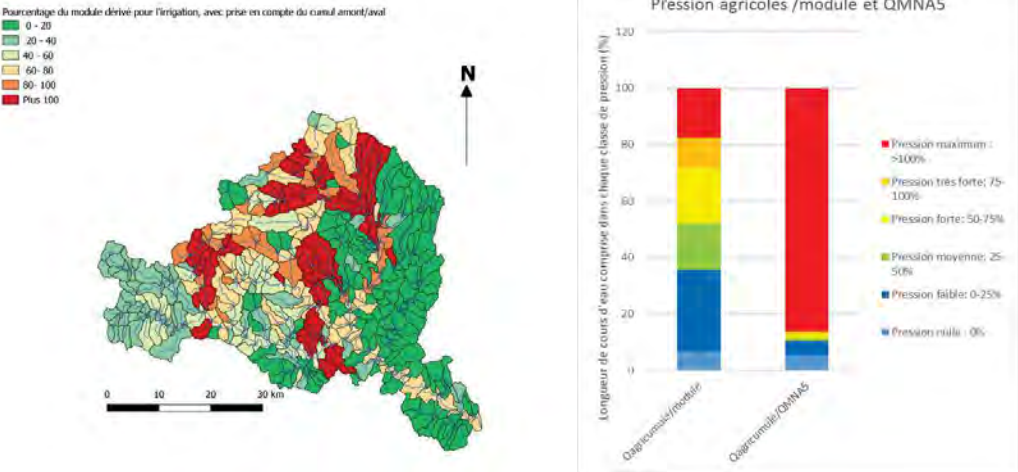 Pourcentage du module dérivé pour l'irrigation, avec prise en compte du cumul amont/aval
0 - 20
20 - 40
40 - 60
60- 80
80- 100
Plus 100
N
0 10 20 30 km
Pression agricoles /module et QMNA5
Longueur de cours d'eau comprise dans chaque classe de pression (%)
120
100
80
60
40
20
0
Pression maximum :
>100%
Pression très forte: 75-
100%
Pression forte: 50-75%
Pression moyenne: 25-
50%
Pression faible: 0-25%
Pression nulle : 0%
Qagricumulé/QMNA5